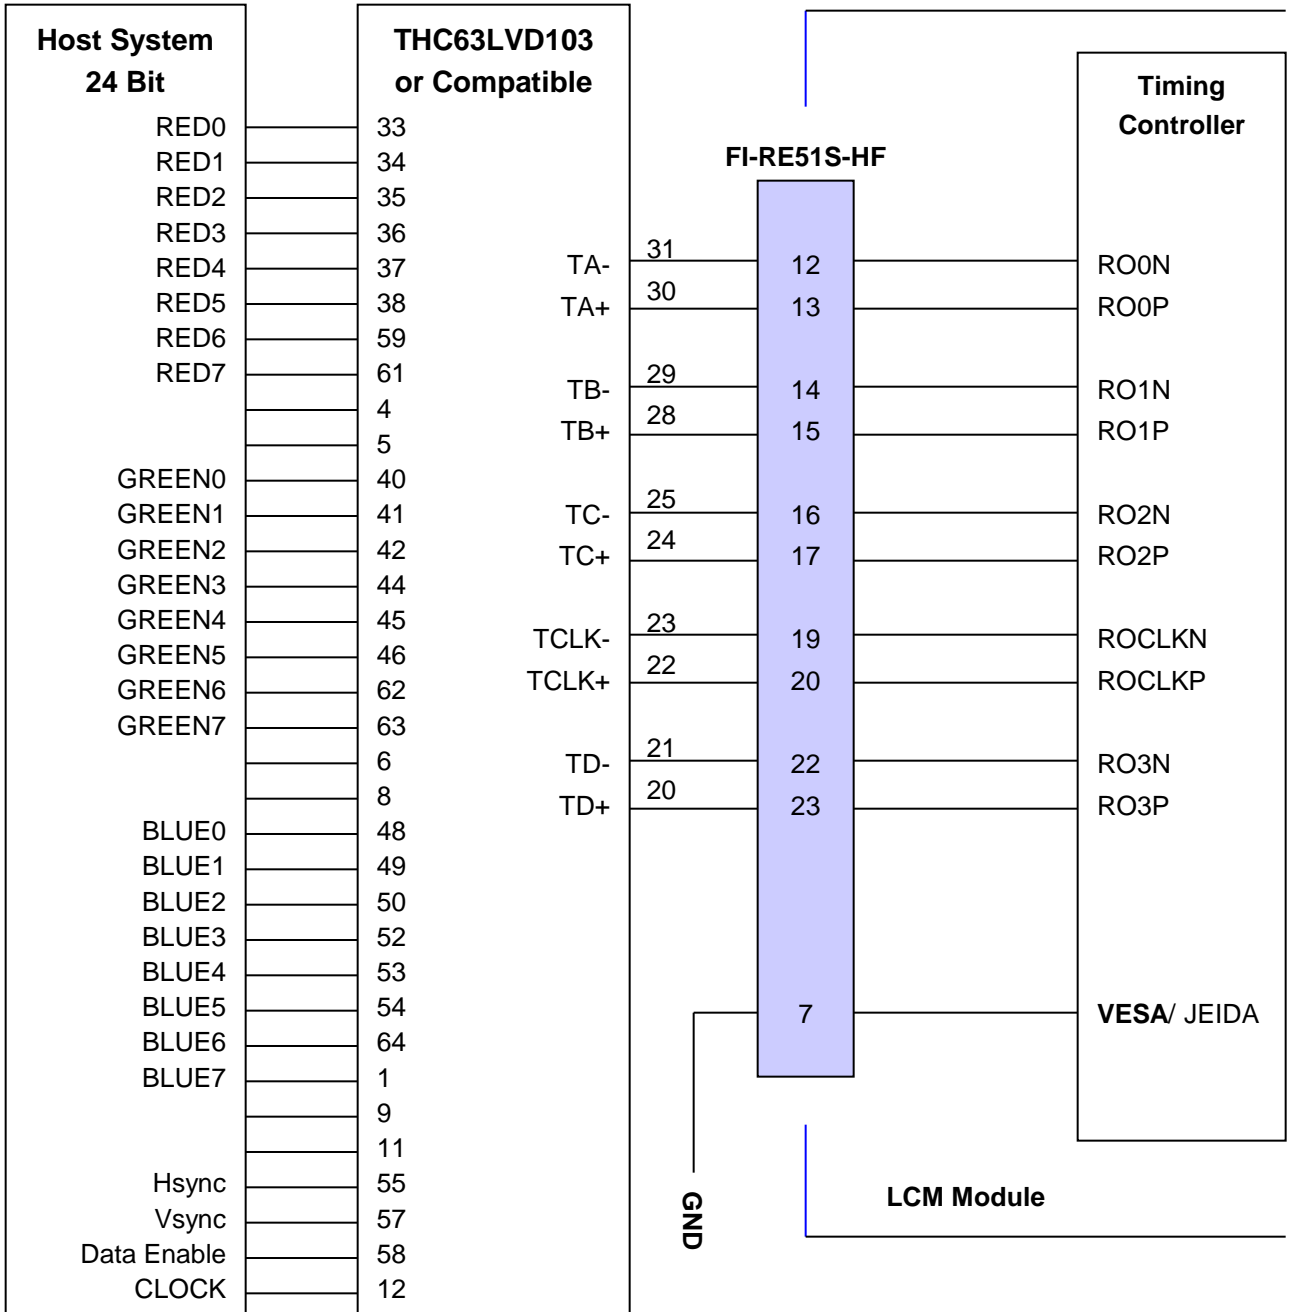 Host System
24 Bit
RED0
RED1
RED2
RED3
RED4
RED5
RED6
RED7
GREEN0
GREEN1
GREEN2
GREEN3
GREEN4
GREEN5
GREEN6
GREEN7
BLUE0
BLUE1
BLUE2
BLUE3
BLUE4
BLUE5
BLUE6
BLUE7
Hsync
Vsync
Data Enable
CLOCK
THC63LVD103
or Compatible
33
34
35
36
37
38
59
61
4
5
40
41
42
44
45
46
62
63
6
8
48
49
50
52
53
54
64
1
9
11
55
57
58
12
TA-
TA+
TB-
TB+
TC-
TC+
TCLK-
TCLK+
TD-
TD+
31
30
29
28
25
24
23
22
21
20
GND
FI-RE51S-HF
12
13
14
15
16
17
19
20
22
23
7
Timing
Controller
RO0N
RO0P
RO1N
RO1P
RO2N
RO2P
ROCLKN
ROCLKP
RO3N
RO3P
VESA/ JEIDA
LCM Module